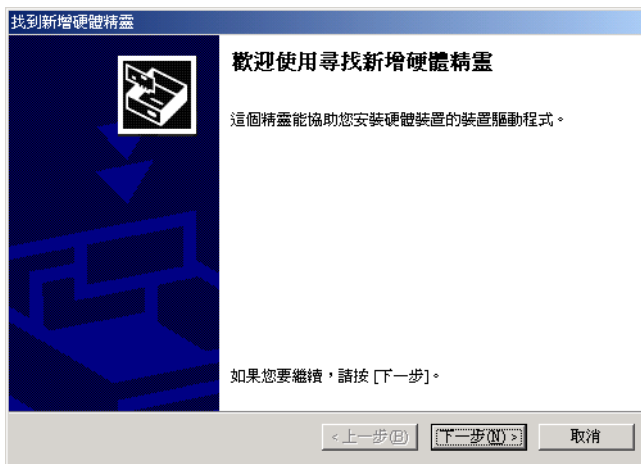 找到新增硬體精靈
歡迎使用尋找新增硬體精靈
這個精靈能協助您安裝硬體裝置的裝置驅動程式。
如果您要繼續，請按 [下一步]。
< 上一步(B)
下一步(N) >
取消